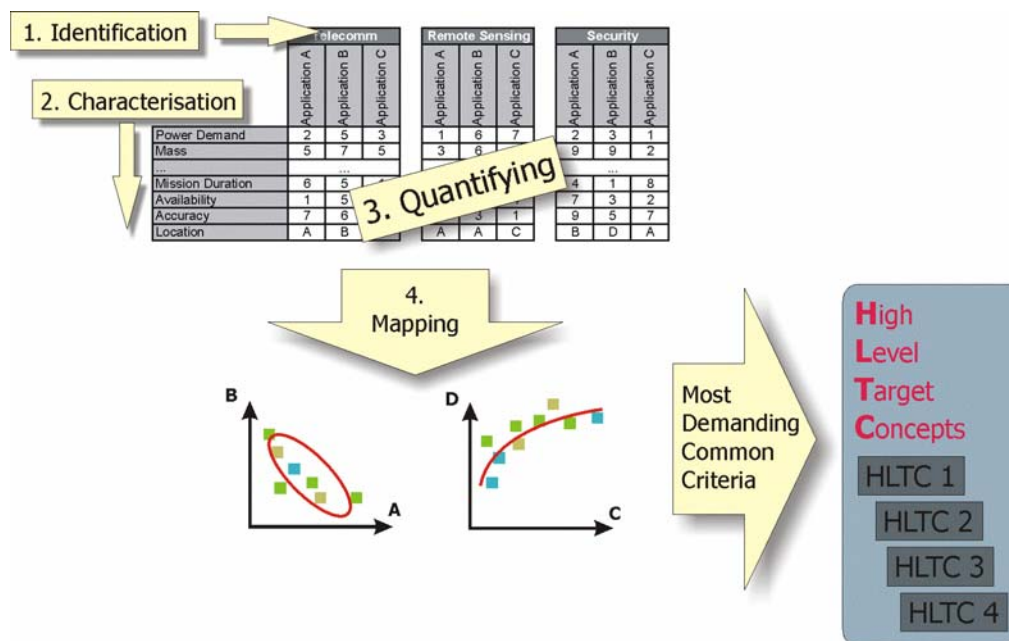 1. Identification
Telecomm Remote Sensing Security
Application A Application B Application C Application A Application B Application C Application A Application B Application C
2. Characterisation
Power Demand 2 5 3 1 6 7 2 3 1
Mass 5 7 5 3 6 9 9 2
... ... ...
Mission Duration 6 5 4 1 8
Availability 1 5 7 3 2
Accuracy 7 6 3 1 9 5 7
Location A B A A C B D A
3. Quantifying
4.
Mapping
B
A
D
C
Most
Demanding
Common
Criteria
High
Level
Target
Concepts
HLTC 1
HLTC 2
HLTC 3
HLTC 4